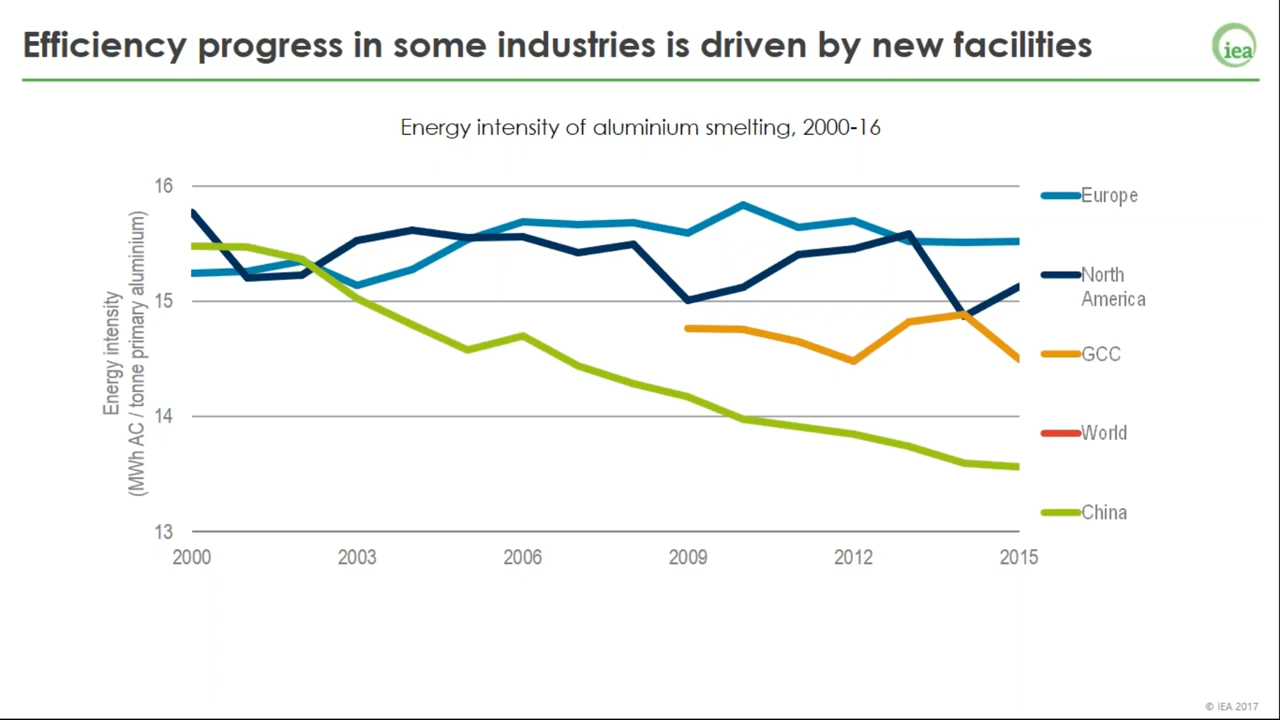 Efficiency progress in some industries is driven by new facilities
iea
Energy intensity of aluminium smelting, 2000-16
Energy intensity
(MWh AC / tonne primary aluminium)
16
15
14
13
2000
2003
2006
2009
2012
2015
Europe
North
America
GCC
World
China
© IEA 2017